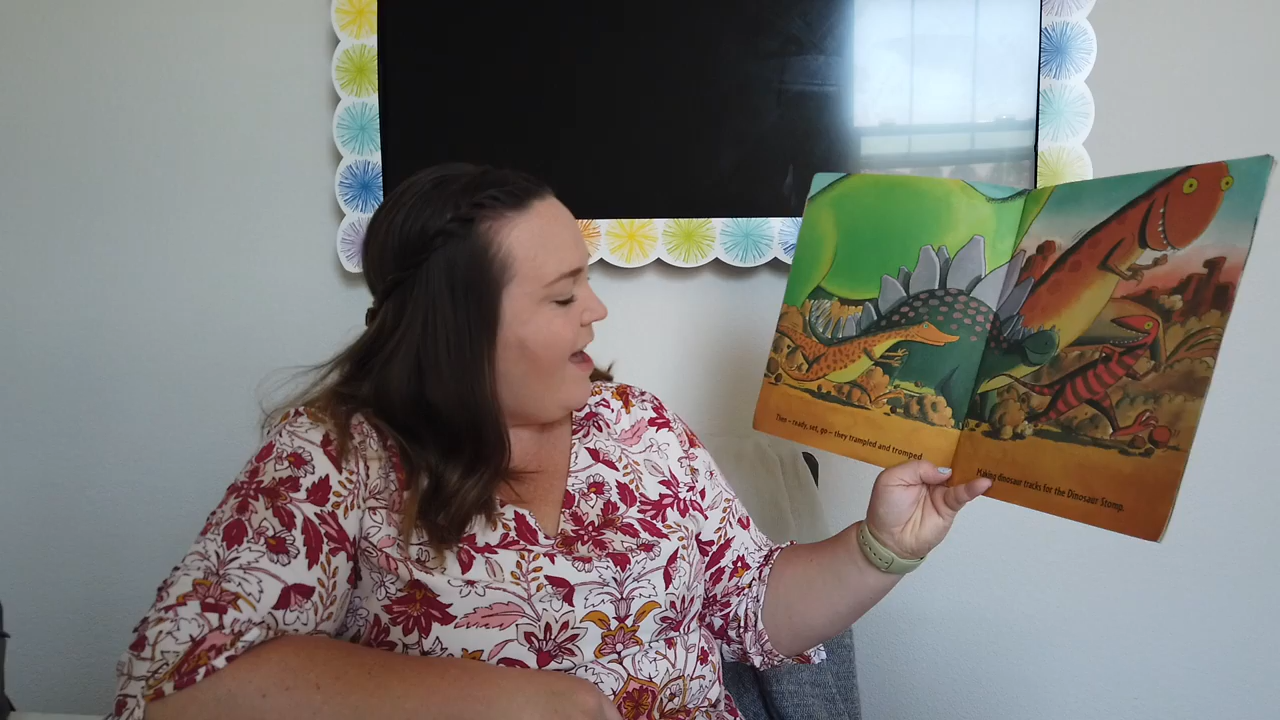 Then – ready, set, go – they trampled and tromped
Making dinosaur tracks for the Dinosaur Stomp.